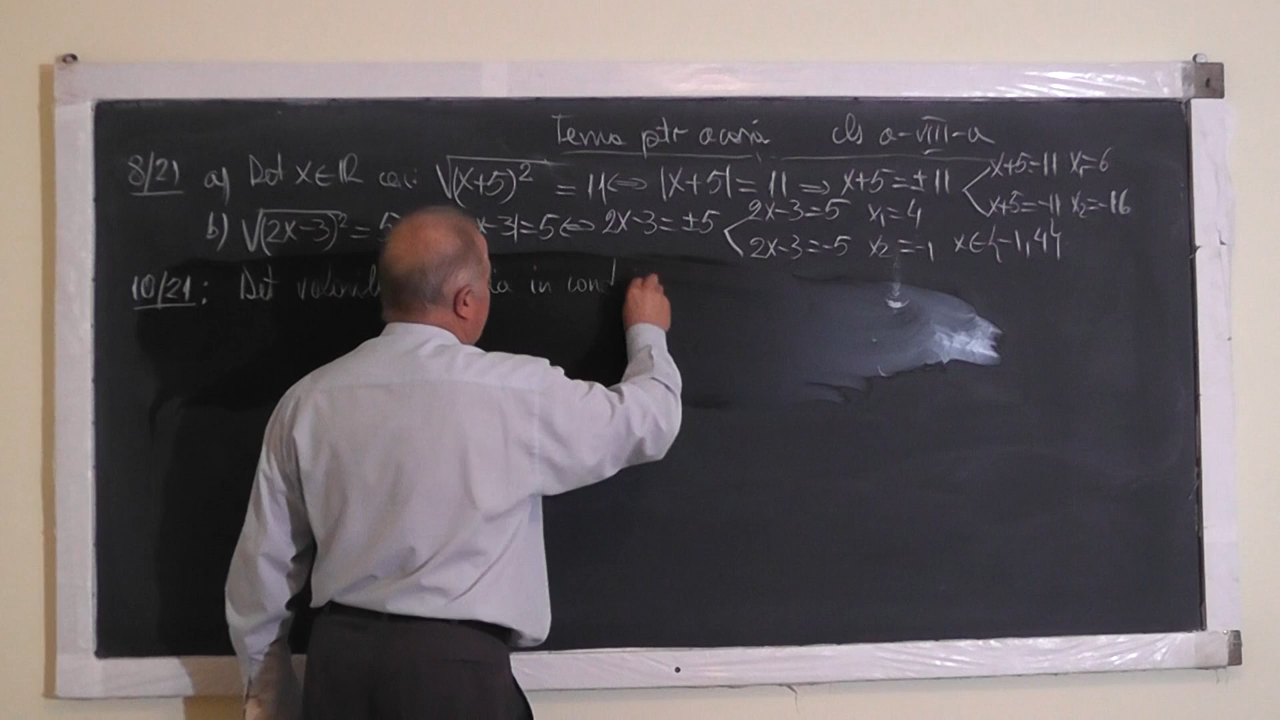 Tema ptr acasă cls a-VIII-a
8/21 a) Det x∈ℝ √(x+5)² = 11 ⇔ |x+5| = 11 ⇒ x+5=±11 x+5=11 x₁=6
x+5=-11 x₂=-16
b) √(2x-3)² = 5 x-3|=5 ⇔ 2x-3=±5 2x-3=5 x₁=4
2x-3=-5 x₂=-1 x∈{-1,4}
10/21: Det in cond